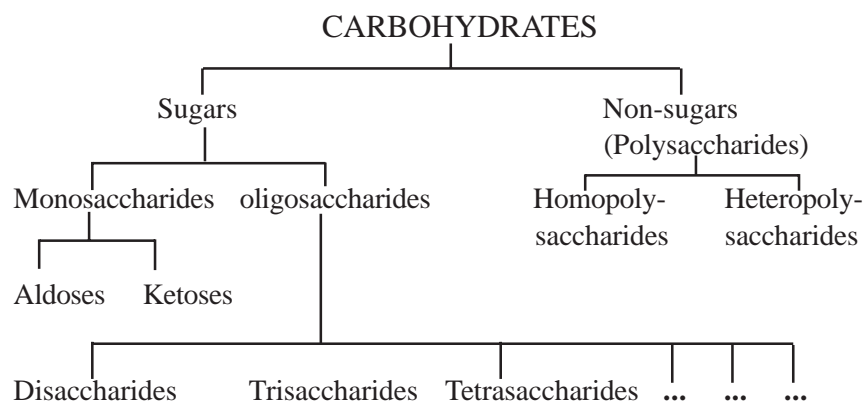 CARBOHYDRATES
Sugars
Non-sugars
(Polysaccharides)
Monosaccharides
oligosaccharides
Homopoly-
saccharides
Heteropoly-
saccharides
Aldoses
Ketoses
Disaccharides
Trisaccharides
Tetrasaccharides
...
...
...